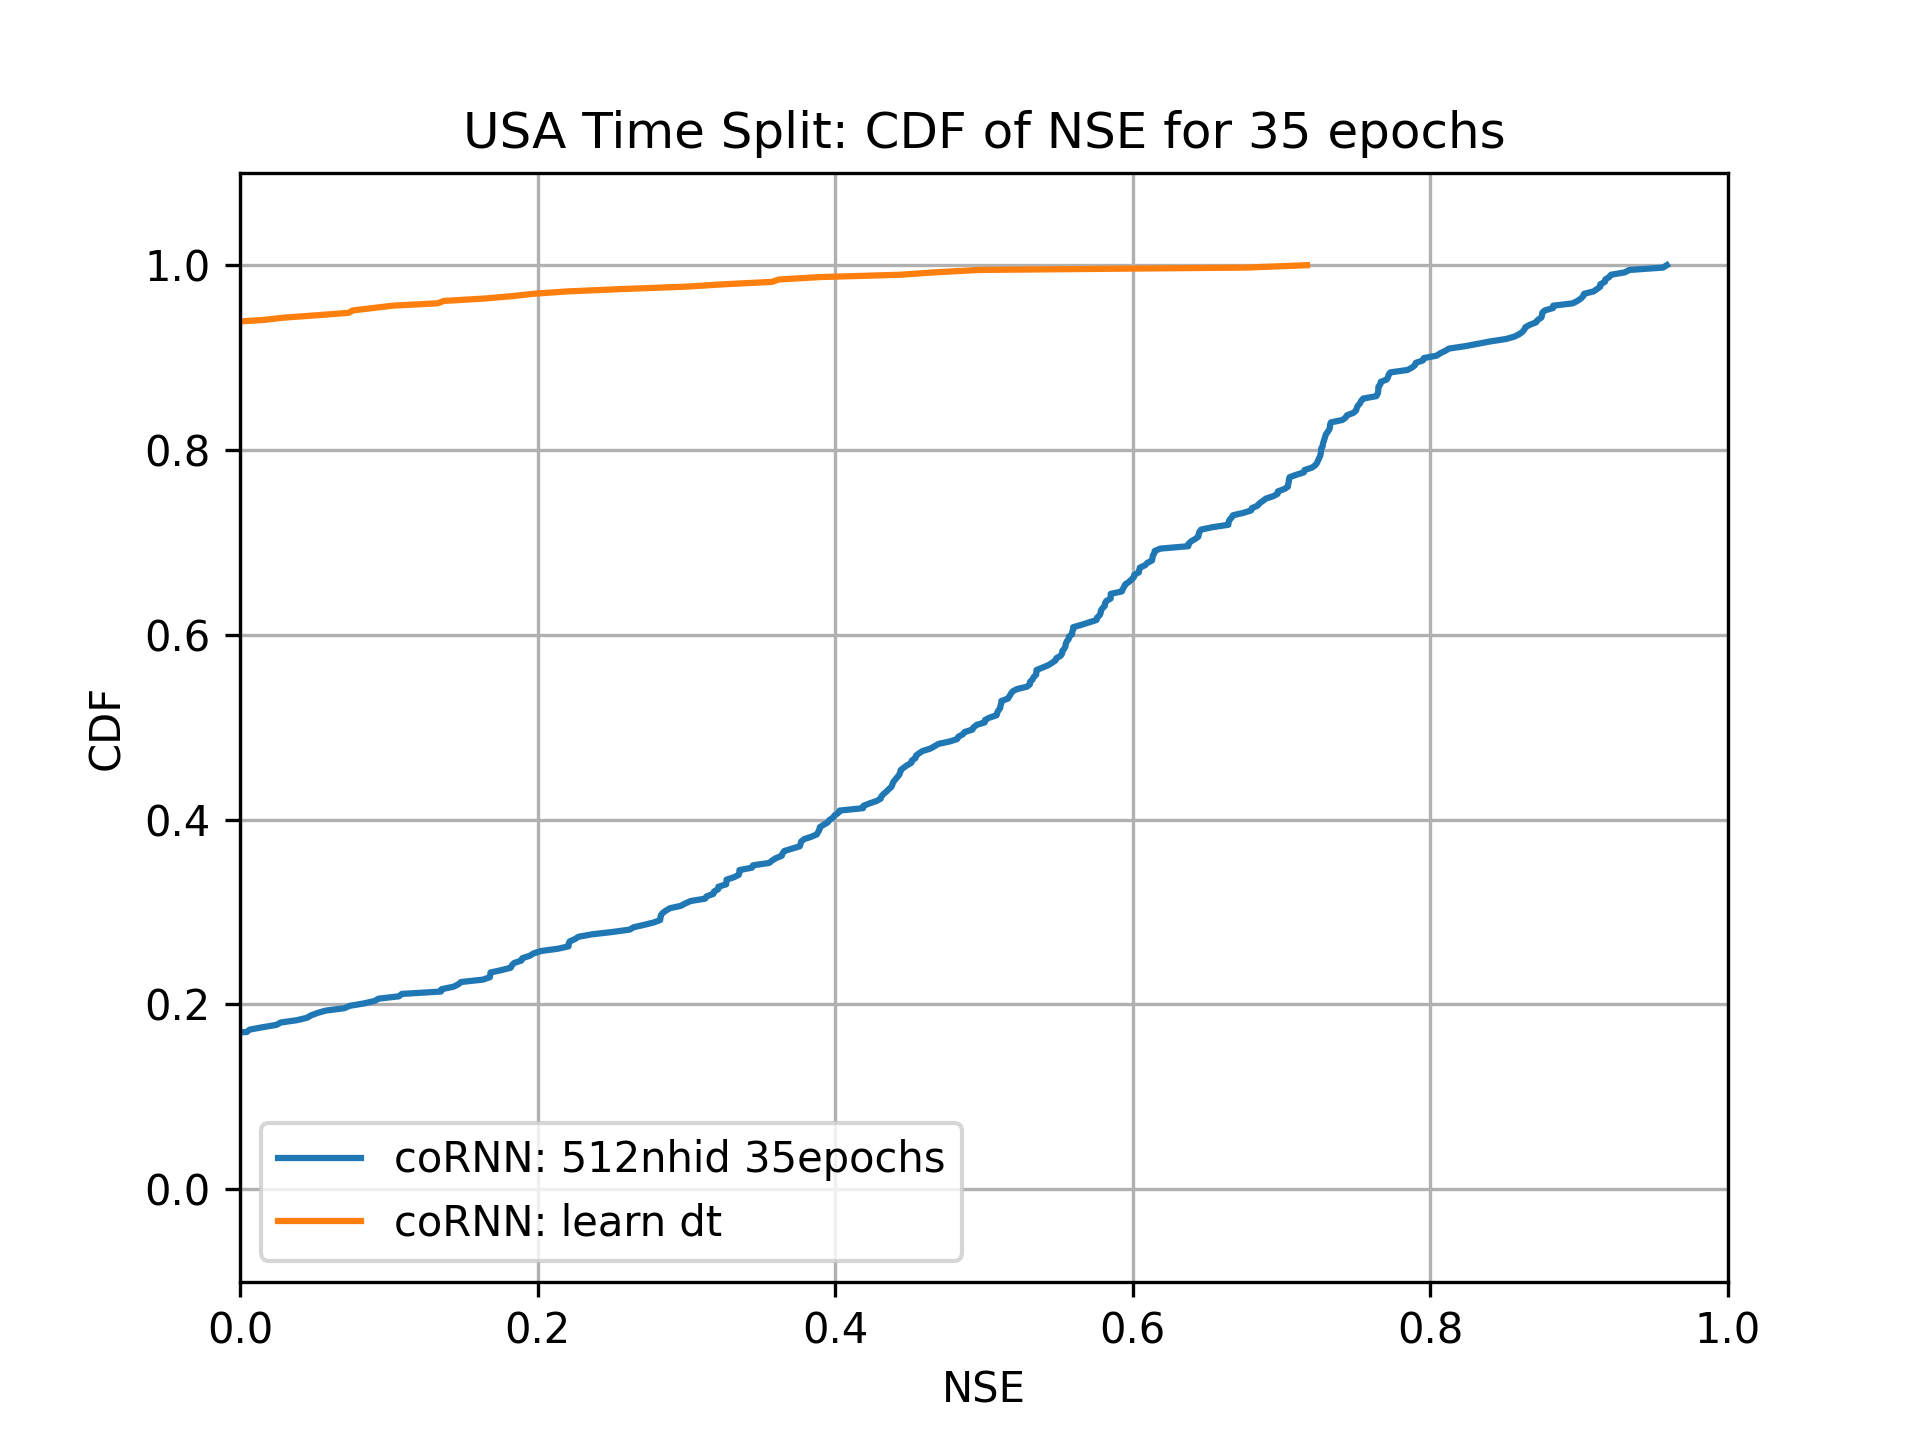 USA Time Split: CDF of NSE for 35 epochs
1.0
0.8
0.6
0.4
0.2
0.0
CDF
coRNN: 512nhid 35epochs
coRNN: learn dt
0.0 0.2 0.4 0.6 0.8 1.0
NSE